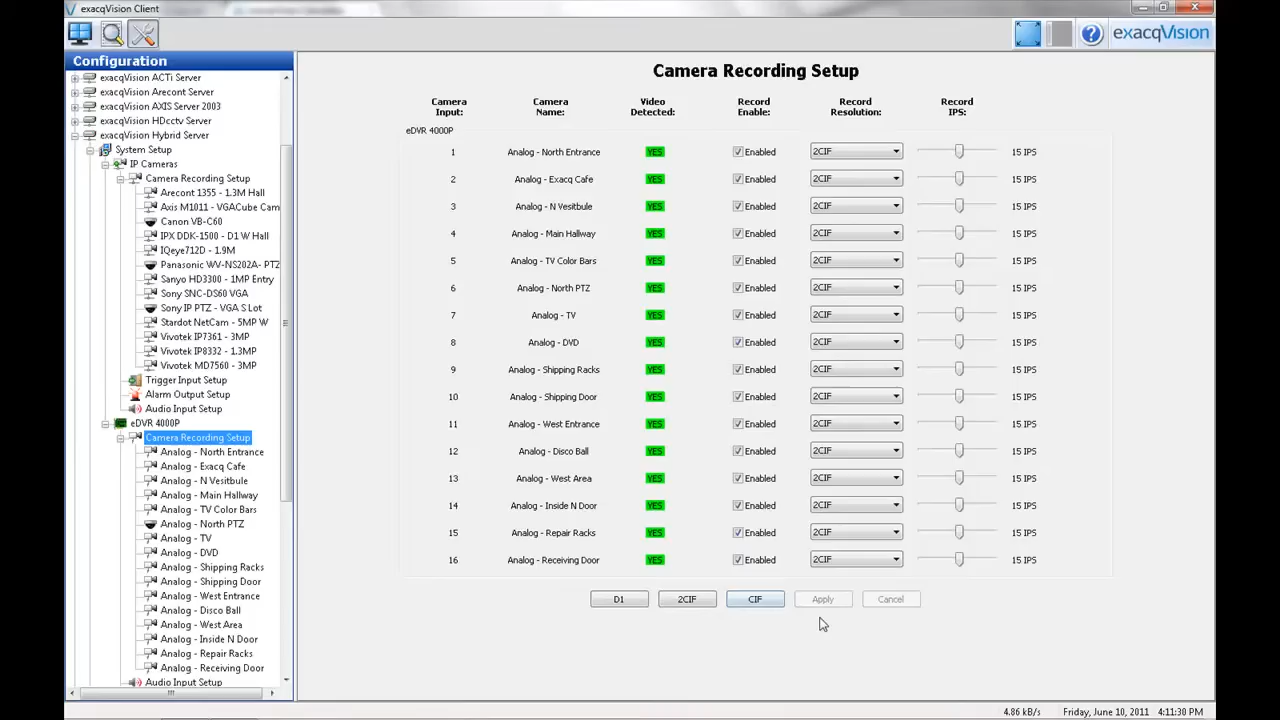 exacqVision Client
exacqVision
Configuration
exacqVision ACTi Server
exacqVision Arecont Server
exacqVision AXIS Server 2003
exacqVision HDcctv Server
exacqVision Hybrid Server
System Setup
IP Cameras
Camera Recording Setup
Arecont 1355 - 1.3M Hall
Axis M1011 - VGACube Cam
Canon VB-C60
IPX DDK-1500 - D1 W Hall
IQeye712D - 1.9M
Panasonic WV-NS202A- PTZ
Sanyo HD3300 - 1MP Entry
Sony SNC-DS60 VGA
Sony IP PTZ - VGA S Lot
Stardot NetCam - 5MP W
Vivotek IP7361 - 3MP
Vivotek IP8332 - 1.3MP
Vivotek MD7560 - 3MP
Trigger Input Setup
Alarm Output Setup
Audio Input Setup
eDVR 4000P
Camera Recording Setup
Analog - North Entrance
Analog - Exacq Cafe
Analog - N Vesitbule
Analog - Main Hallway
Analog - TV Color Bars
Analog - North PTZ
Analog - TV
Analog - DVD
Analog - Shipping Racks
Analog - Shipping Door
Analog - West Entrance
Analog - Disco Ball
Analog - West Area
Analog - Inside N Door
Analog - Repair Racks
Analog - Receiving Door
Audio Input Setup
Camera Recording Setup
Camera Input: Camera Name: Video Detected: Record Enable: Record Resolution: Record IPS:
eDVR 4000P
1 Analog - North Entrance YES Enabled 2CIF 15 IPS
2 Analog - Exacq Cafe YES Enabled 2CIF 15 IPS
3 Analog - N Vesitbule YES Enabled 2CIF 15 IPS
4 Analog - Main Hallway YES Enabled 2CIF 15 IPS
5 Analog - TV Color Bars YES Enabled 2CIF 15 IPS
6 Analog - North PTZ YES Enabled 2CIF 15 IPS
7 Analog - TV YES Enabled 2CIF 15 IPS
8 Analog - DVD YES Enabled 2CIF 15 IPS
9 Analog - Shipping Racks YES Enabled 2CIF 15 IPS
10 Analog - Shipping Door YES Enabled 2CIF 15 IPS
11 Analog - West Entrance YES Enabled 2CIF 15 IPS
12 Analog - Disco Ball YES Enabled 2CIF 15 IPS
13 Analog - West Area YES Enabled 2CIF 15 IPS
14 Analog - Inside N Door YES Enabled 2CIF 15 IPS
15 Analog - Repair Racks YES Enabled 2CIF 15 IPS
16 Analog - Receiving Door YES Enabled 2CIF 15 IPS
D1 2CIF CIF Apply Cancel
4.86 kB/s Friday, June 10, 2011 4:11:30 PM